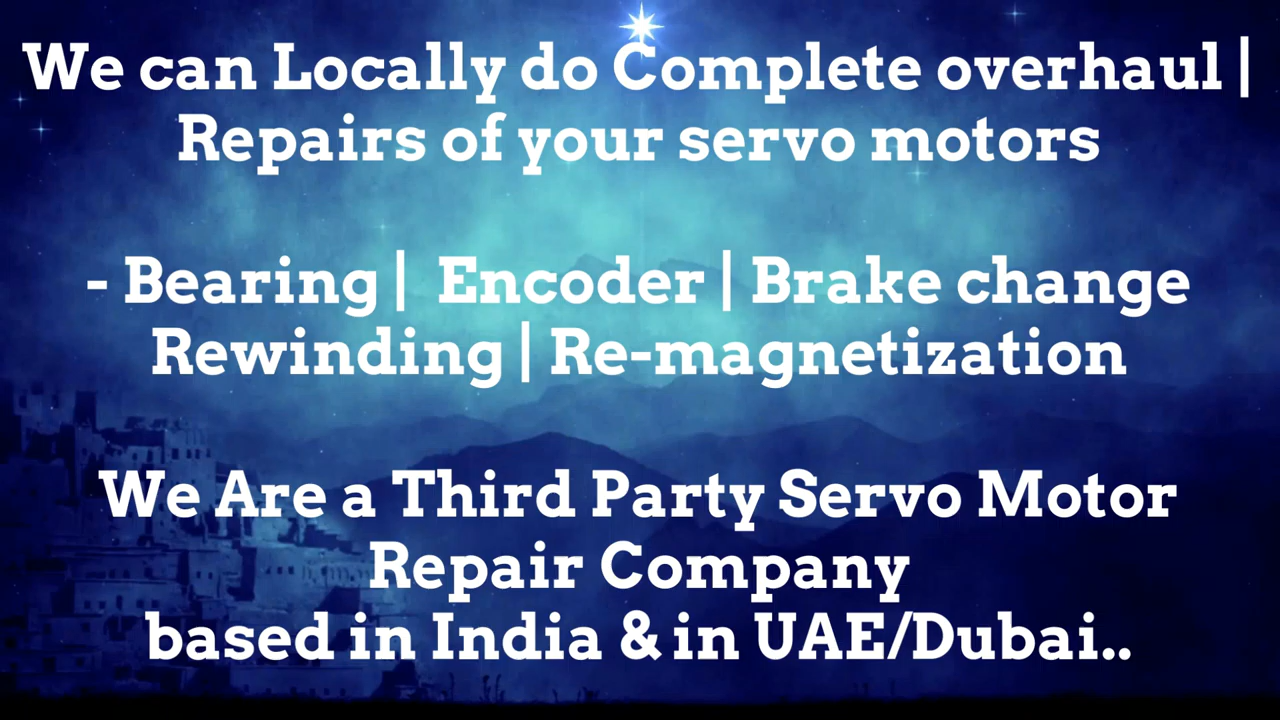 We can Locally do Complete overhaul |
Repairs of your servo motors
- Bearing | Encoder | Brake change
Rewinding | Re-magnetization
We Are a Third Party Servo Motor
Repair Company
based in India & in UAE/Dubai..